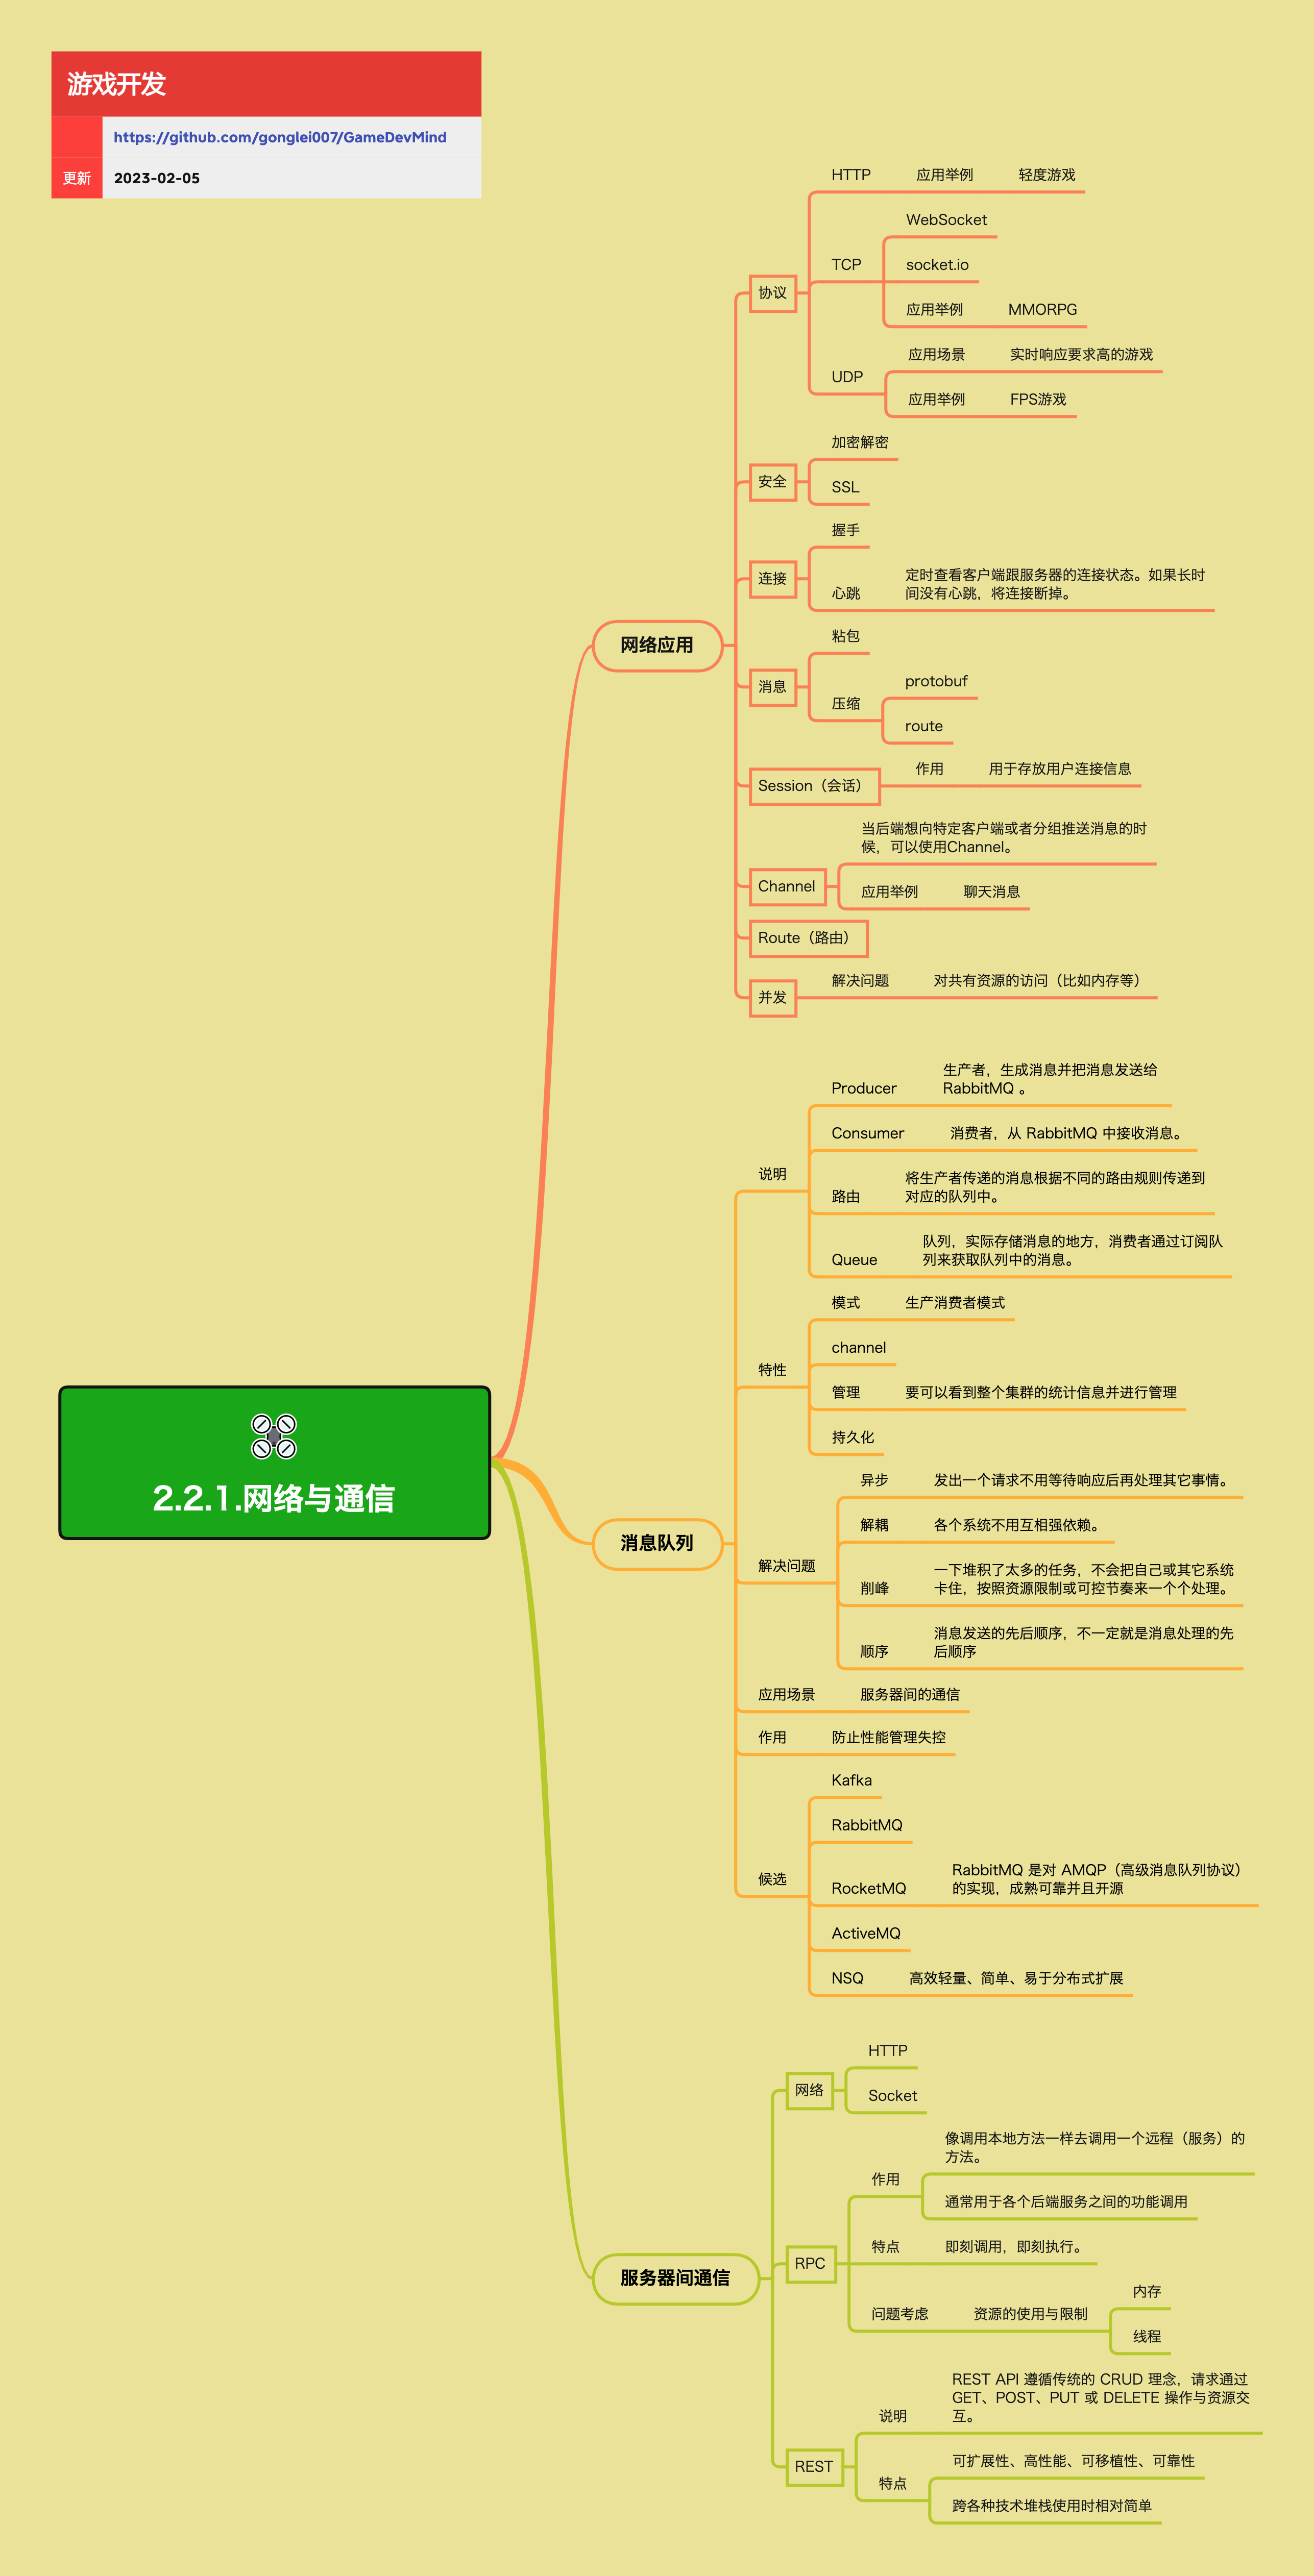 游戏开发
https://github.com/gonglei007/GameDevMind
更新 2023-02-05
2.2.1.网络与通信
网络应用
协议
HTTP 应用举例 轻度游戏
TCP
WebSocket
socket.io
应用举例 MMORPG
UDP
应用场景 实时响应要求高的游戏
应用举例 FPS游戏
安全
加密解密
SSL
连接
握手
心跳
定时查看客户端跟服务器的连接状态。如果长时
间没有心跳，将连接断掉。
消息
粘包
压缩
protobuf
route
Session（会话） 作用 用于存放用户连接信息
Channel
当后端想向特定客户端或者分组推送消息的时
候，可以使用Channel。
应用举例 聊天消息
Route（路由）
并发 解决问题 对共有资源的访问（比如内存等）
消息队列
说明
Producer
生产者，生成消息并把消息发送给
RabbitMQ 。
Consumer 消费者，从 RabbitMQ 中接收消息。
路由
将生产者传递的消息根据不同的路由规则传递到
对应的队列中。
Queue
队列，实际存储消息的地方，消费者通过订阅队
列来获取队列中的消息。
特性
模式 生产消费者模式
channel
管理 要可以看到整个集群的统计信息并进行管理
持久化
解决问题
异步 发出一个请求不用等待响应后再处理其它事情。
解耦 各个系统不用互相强依赖。
削峰
一下堆积了太多的任务，不会把自己或其它系统
卡住，按照资源限制或可控节奏来一个个处理。
顺序
消息发送的先后顺序，不一定就是消息处理的先
后顺序
应用场景 服务器间的通信
作用 防止性能管理失控
候选
Kafka
RabbitMQ
RocketMQ
RabbitMQ 是对 AMQP（高级消息队列协议）
的实现，成熟可靠并且开源
ActiveMQ
NSQ 高效轻量、简单、易于分布式扩展
服务器间通信
网络
HTTP
Socket
RPC
作用
像调用本地方法一样去调用一个远程（服务）的
方法。
通常用于各个后端服务之间的功能调用
特点 即刻调用，即刻执行。
问题考虑 资源的使用与限制
内存
线程
REST
说明
REST API 遵循传统的 CRUD 理念，请求通过
GET、POST、PUT 或 DELETE 操作与资源交
互。
特点
可扩展性、高性能、可移植性、可靠性
跨各种技术堆栈使用时相对简单